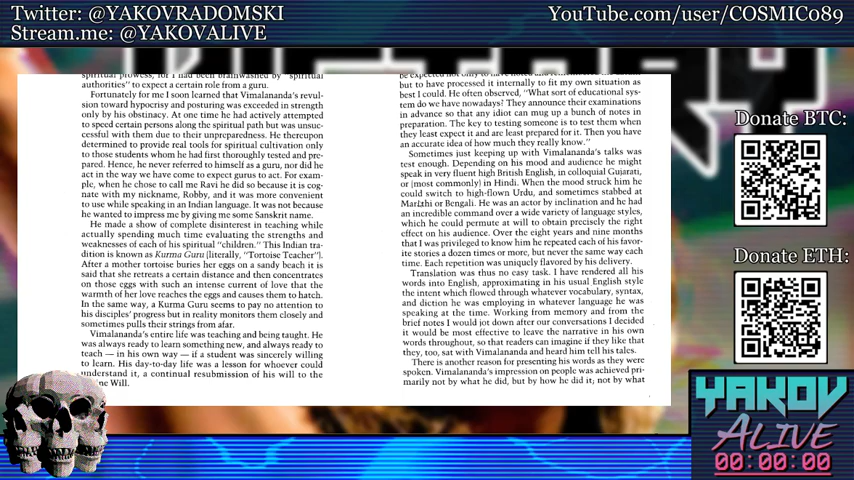 Twitter: @YAKOVRADOMSKI
Stream.me: @YAKOVALIVE
YouTube.com/user/COSMIC089
spiritual prowess, for I had been brainwashed by "spiritual
authorities" to expect a certain role from a guru.
Fortunately for me I soon learned that Vimalananda's revul-
sion toward hypocrisy and posturing was exceeded in strength
only by his obstinacy. At one time he had actively attempted
to speed certain persons along the spiritual path but was unsuc-
cessful with them due to their unpreparedness. He thereupon
determined to provide real tools for spiritual cultivation only
to those students whom he had first thoroughly tested and pre-
pared. Hence, he never referred to himself as a guru, nor did he
act in the way we have come to expect gurus to act. For exam-
ple, when he chose to call me Ravi he did so because it is cog-
nate with my nickname, Robby, and it was more convenient
to use while speaking in an Indian language. It was not because
he wanted to impress me by giving me some Sanskrit name.
He made a show of complete disinterest in teaching while
actually spending much time evaluating the strengths and
weaknesses of each of his spiritual "children." This Indian tra-
dition is known as Kurma Guru (literally, "Tortoise Teacher").
After a mother tortoise buries her eggs on a sandy beach it is
said that she retreats a certain distance and then concentrates
on those eggs with such an intense current of love that the
warmth of her love reaches the eggs and causes them to hatch.
In the same way, a Kurma Guru seems to pay no attention to
his disciples' progress but in reality monitors them closely and
sometimes pulls their strings from afar.
Vimalananda's entire life was teaching and being taught. He
was always ready to learn something new, and always ready to
teach — in his own way — if a student was sincerely willing
to learn. His day-to-day life was a lesson for whoever could
understand it, a continual resubmission of his will to the
ine Will.
be expected not only to have
but to have processed it internally to fit my own situation as
best I could. He often observed, "What sort of educational sys-
tem do we have nowadays? They announce their examinations
in advance so that any idiot can mug up a bunch of notes in
preparation. The key to testing someone is to test them when
they least expect it and are least prepared for it. Then you have
an accurate idea of how much they really know."
Sometimes just keeping up with Vimalananda's talks was
test enough. Depending on his mood and audience he might
speak in very fluent high British English, in colloquial Gujarati,
or (most commonly) in Hindi. When the mood struck him he
could switch to high-flown Urdu, and sometimes stabbed at
Marathi or Bengali. He was an actor by inclination and he had
an incredible command over a wide variety of language styles,
which he could permute at will to obtain precisely the right
effect on his audience. Over the eight years and nine months
that I was privileged to know him he repeated each of his favor-
ite stories a dozen times or more, but never the same way each
time. Each repetition was uniquely flavored by his delivery.
Translation was thus no easy task. I have rendered all his
words into English, approximating in his usual English style
the intent which flowed through whatever vocabulary, syntax,
and diction he was employing in whatever language he was
speaking at the time. Working from memory and from the
brief notes I would jot down after our conversations I decided
it would be most effective to leave the narrative in his own
words throughout, so that readers can imagine if they like that
they, too, sat with Vimalananda and heard him tell his tales.
There is another reason for presenting his words as they were
spoken. Vimalananda's impression on people was achieved pri-
marily not by what he did, but by how he did it; not by what
Donate BTC:
Donate ETH:
YAKOV
ALIVE
00:00:00